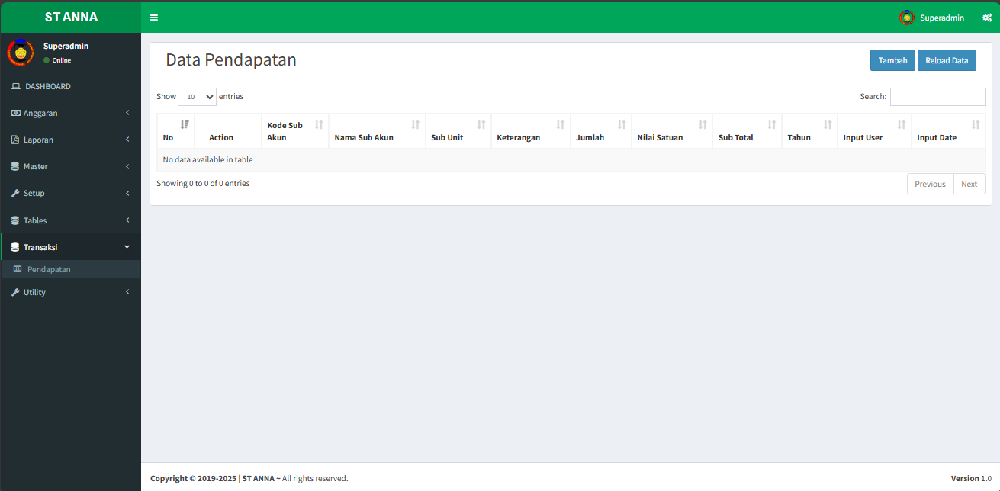 ST ANNA
Superadmin
Superadmin
Online
DASHBOARD
Anggaran
Laporan
Master
Setup
Tables
Transaksi
Pendapatan
Utility
Data Pendapatan
Tambah
Reload Data
Show 10 entries
Search:
No
Action
Kode Sub
Akun
Nama Sub Akun
Sub Unit
Keterangan
Jumlah
Nilai Satuan
Sub Total
Tahun
Input User
Input Date
No data available in table
Showing 0 to 0 of 0 entries
Previous
Next
Copyright © 2019-2025 | ST ANNA ~ All rights reserved.
Version 1.0